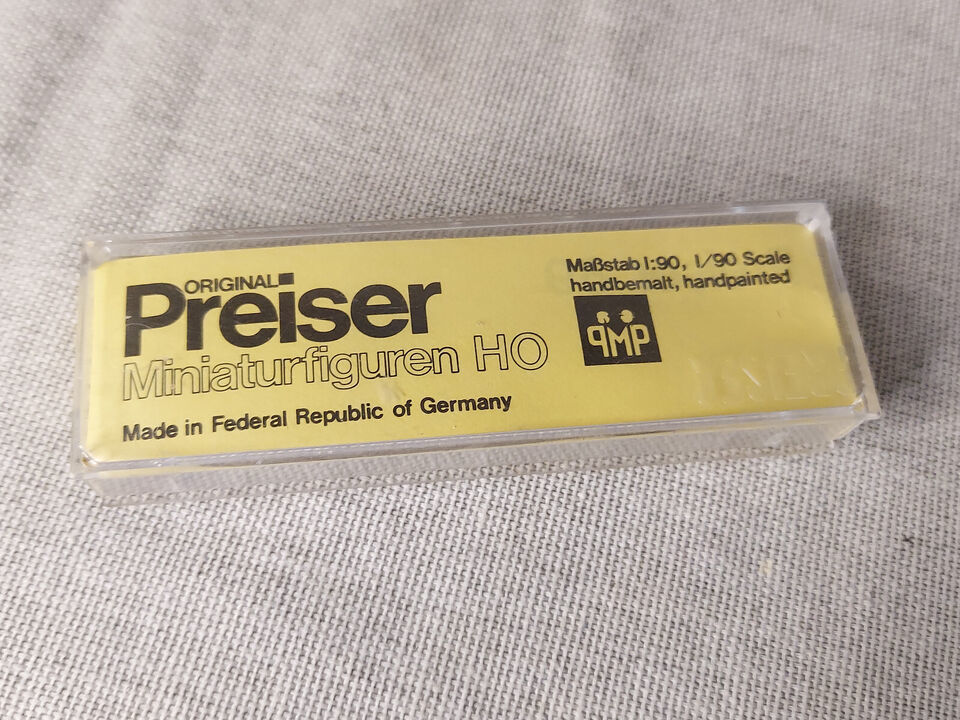 ORIGINAL
Preiser
Miniaturfiguren HO
Made in Federal Republic of Germany
Maßstab 1:90, 1/90 Scale
handbemalt, handpainted
PMP